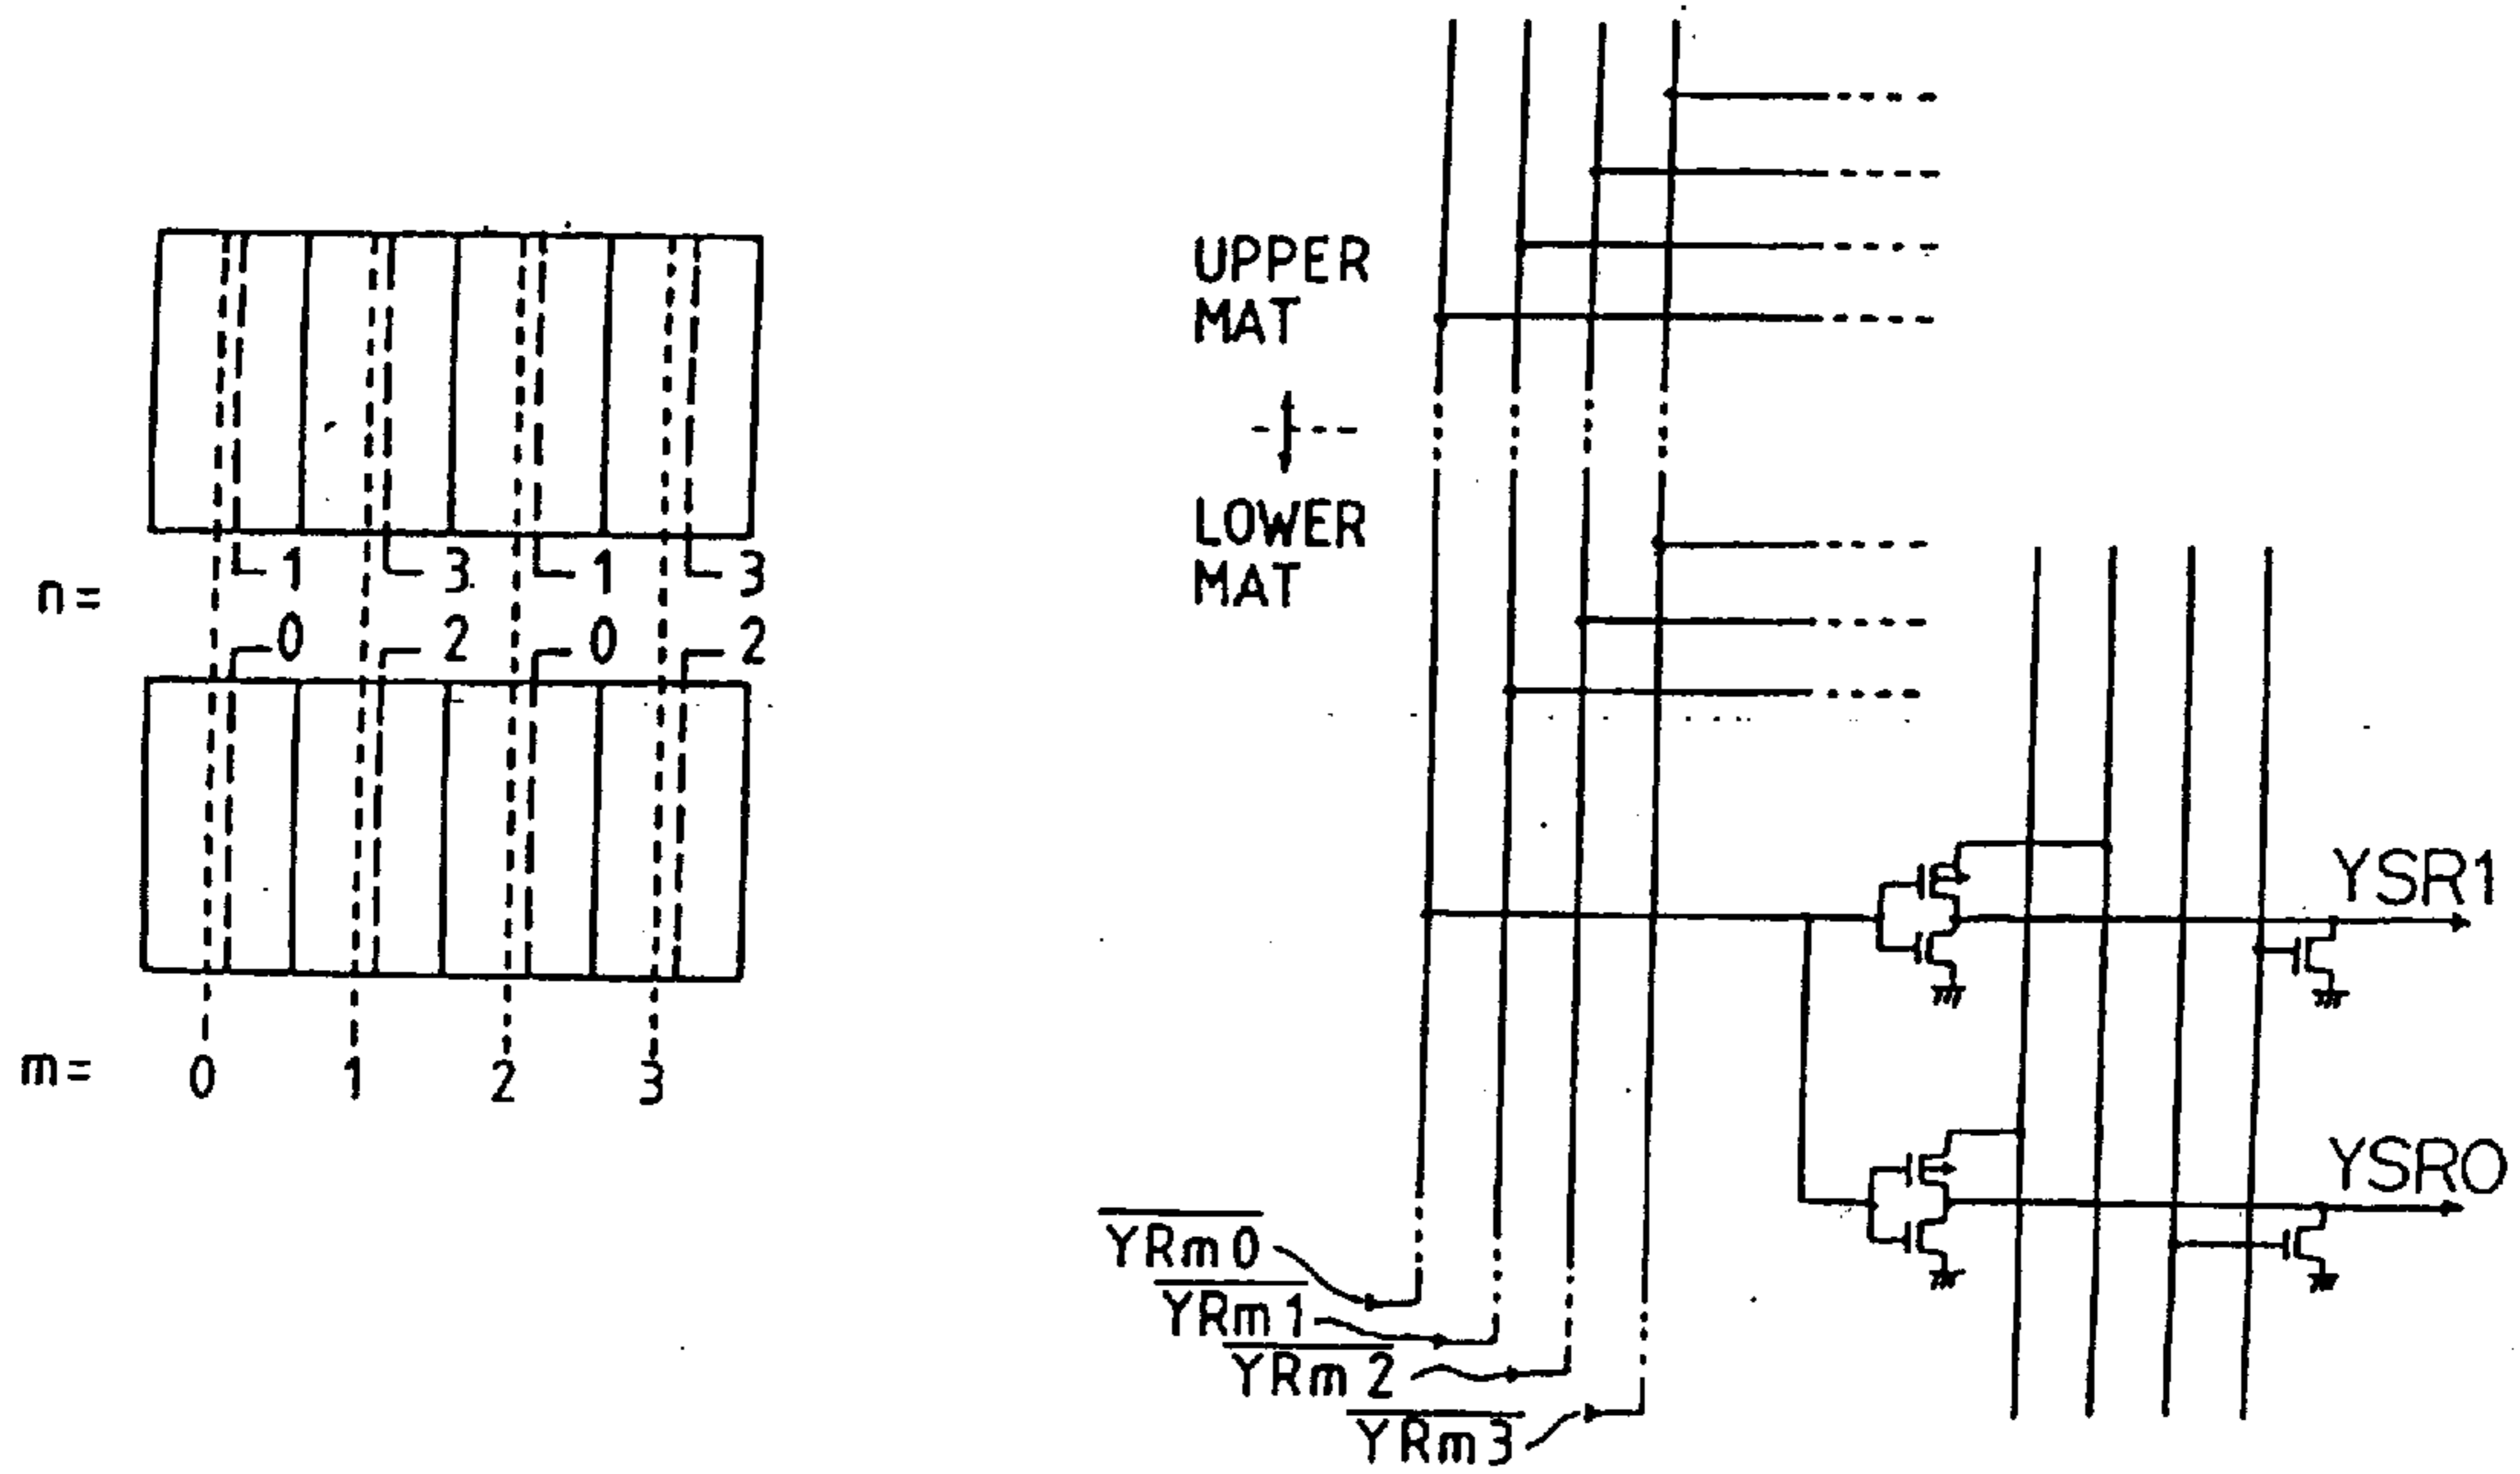 n= 1 3 1 3
0 2 0 2
m= 0 1 2 3
UPPER
MAT
LOWER
MAT
YSR1
YSR0
YRm0
YRm1
YRm2
YRm3